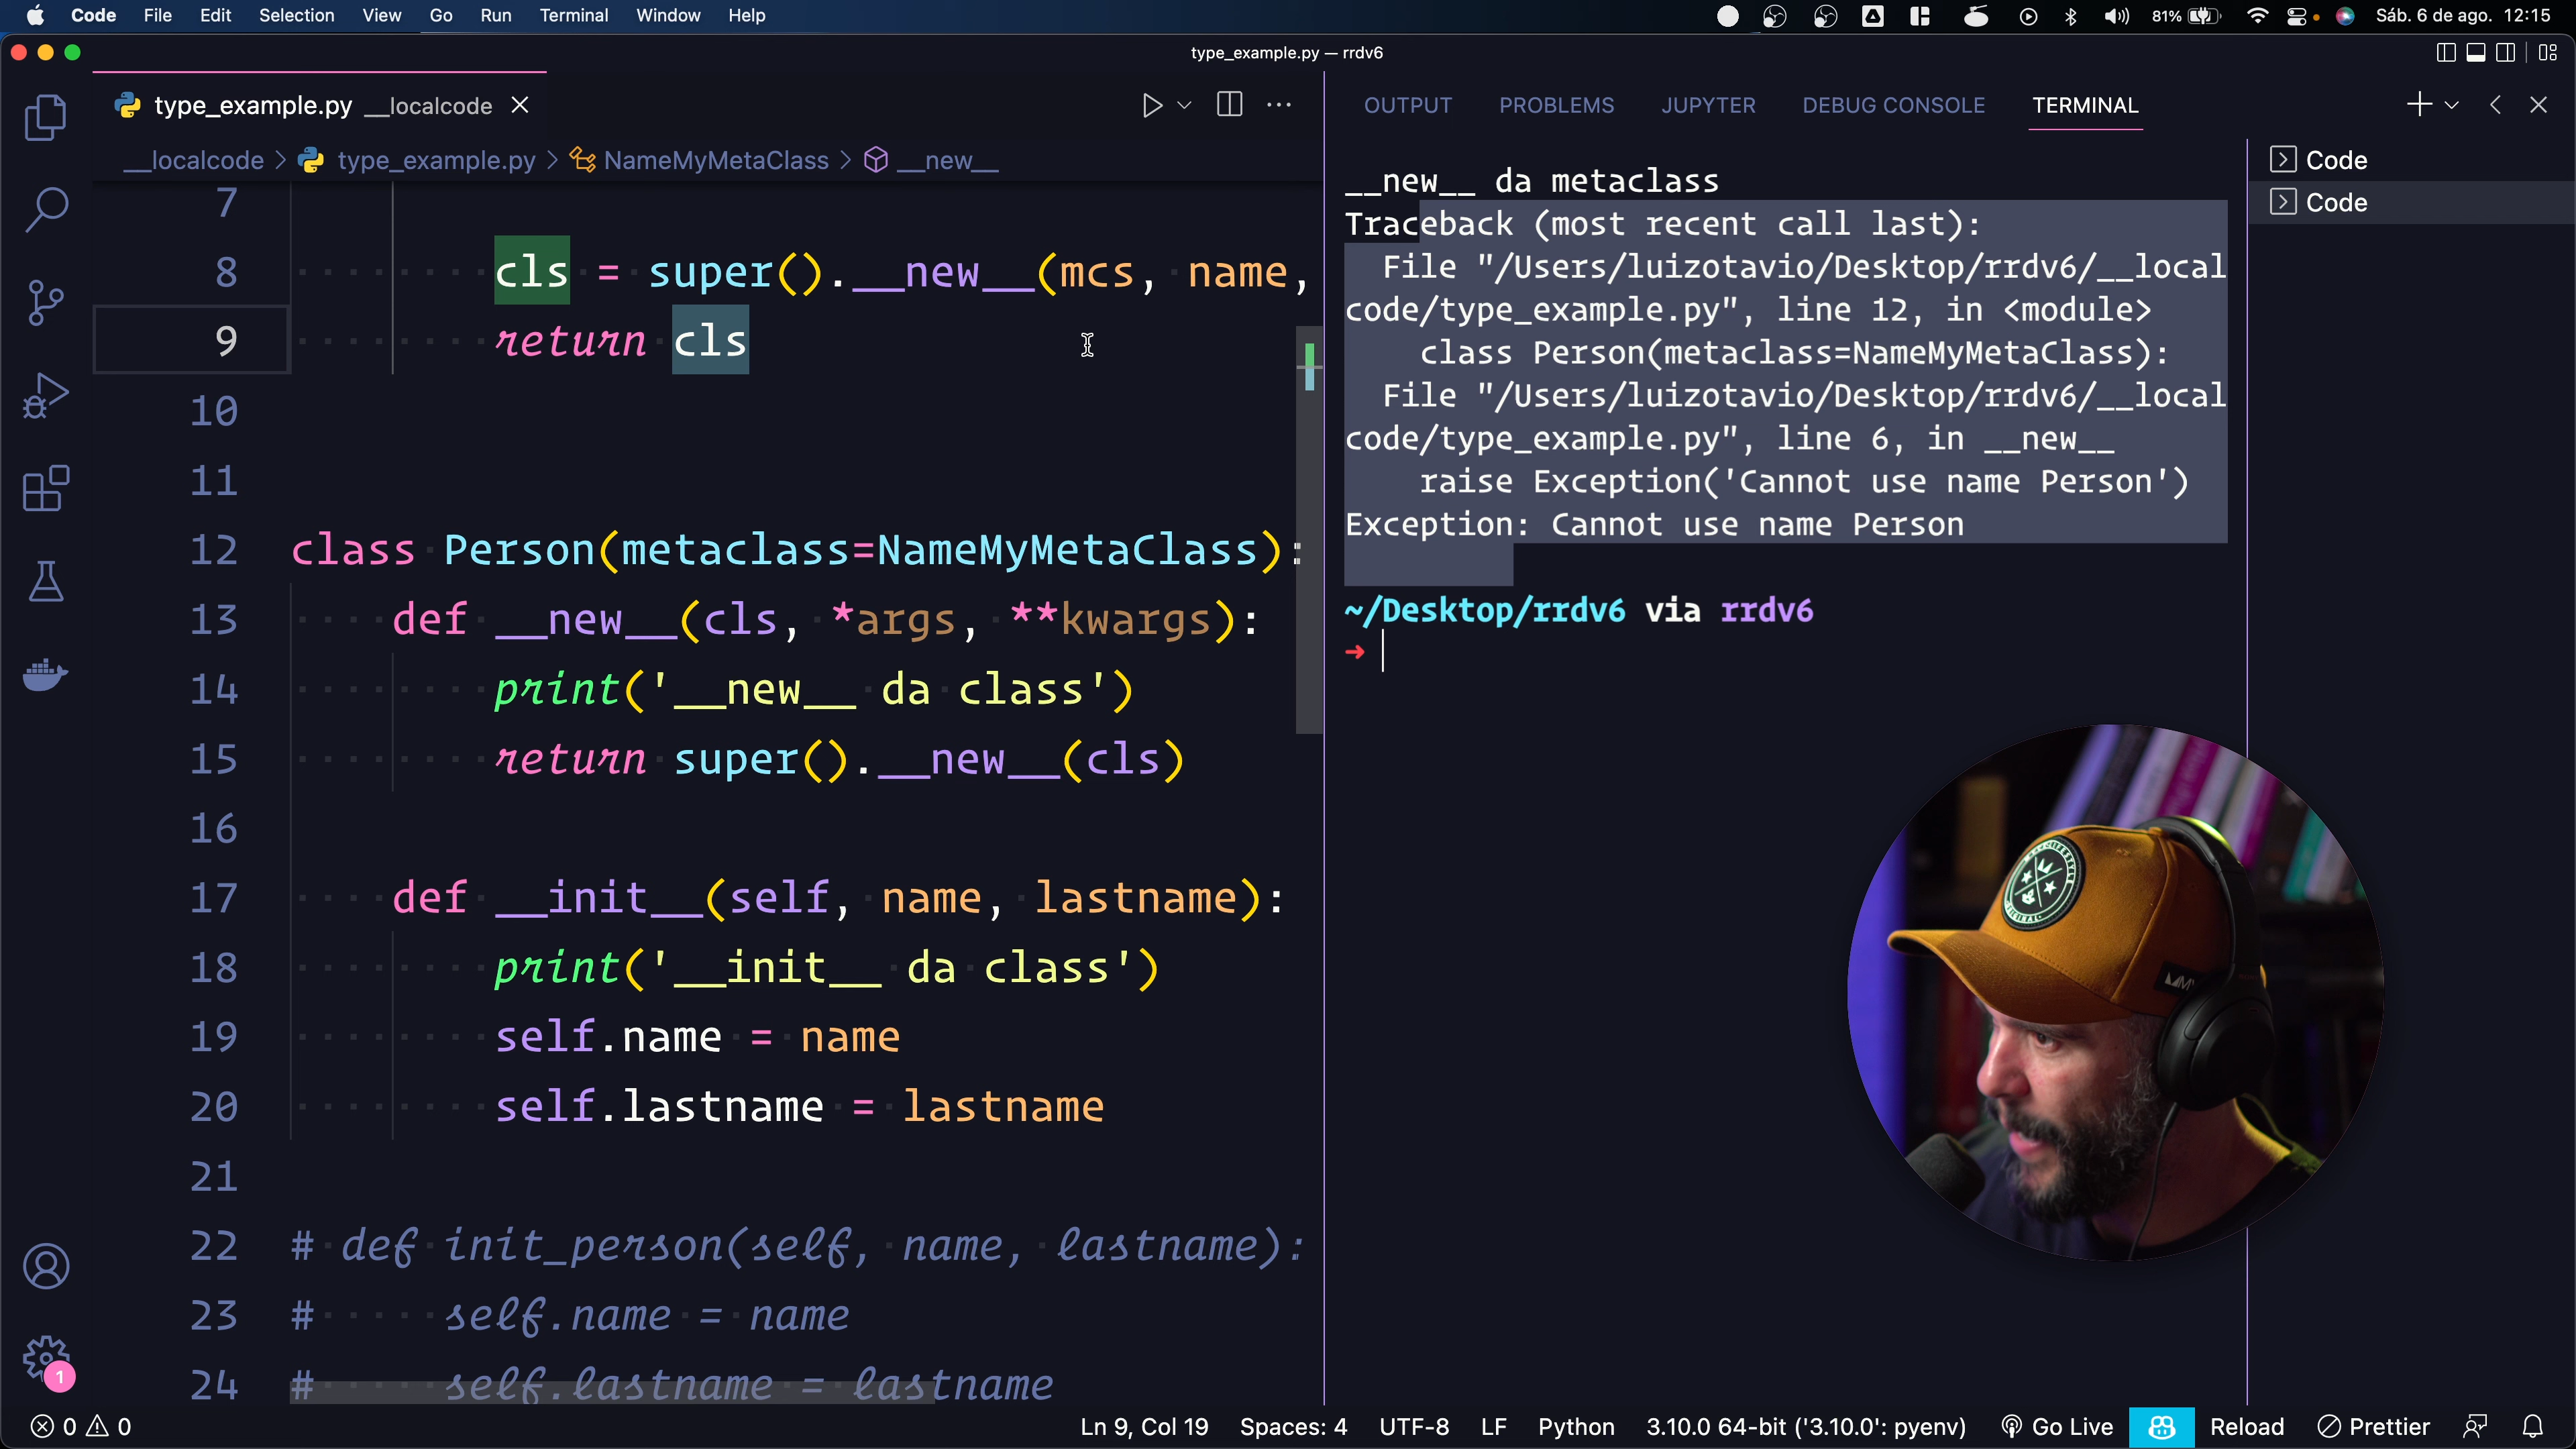 Code File Edit Selection View Go Run Terminal Window Help 81% Sáb. 6 de ago. 12:15
type_example.py — rrdv6
type_example.py __localcode
__localcode > type_example.py > NameMyMetaClass > __new__
7
8 cls = super().__new__(mcs, name,
9 return cls
10
11
12 class Person(metaclass=NameMyMetaClass):
13 def __new__(cls, *args, **kwargs):
14 print('__new__ da class')
15 return super().__new__(cls)
16
17 def __init__(self, name, lastname):
18 print('__init__ da class')
19 self.name = name
20 self.lastname = lastname
21
22 # def init_person(self, name, lastname):
23 # self.name = name
24 # self.lastname = lastname
OUTPUT PROBLEMS JUPYTER DEBUG CONSOLE TERMINAL
__new__ da metaclass
Traceback (most recent call last):
File "/Users/luizotavio/Desktop/rrdv6/__local
code/type_example.py", line 12, in <module>
class Person(metaclass=NameMyMetaClass):
File "/Users/luizotavio/Desktop/rrdv6/__local
code/type_example.py", line 6, in __new__
raise Exception('Cannot use name Person')
Exception: Cannot use name Person
~/Desktop/rrdv6 via rrdv6
➜
Code
Code
1
0 0 Ln 9, Col 19 Spaces: 4 UTF-8 LF Python 3.10.0 64-bit ('3.10.0': pyenv) Go Live Reload Prettier